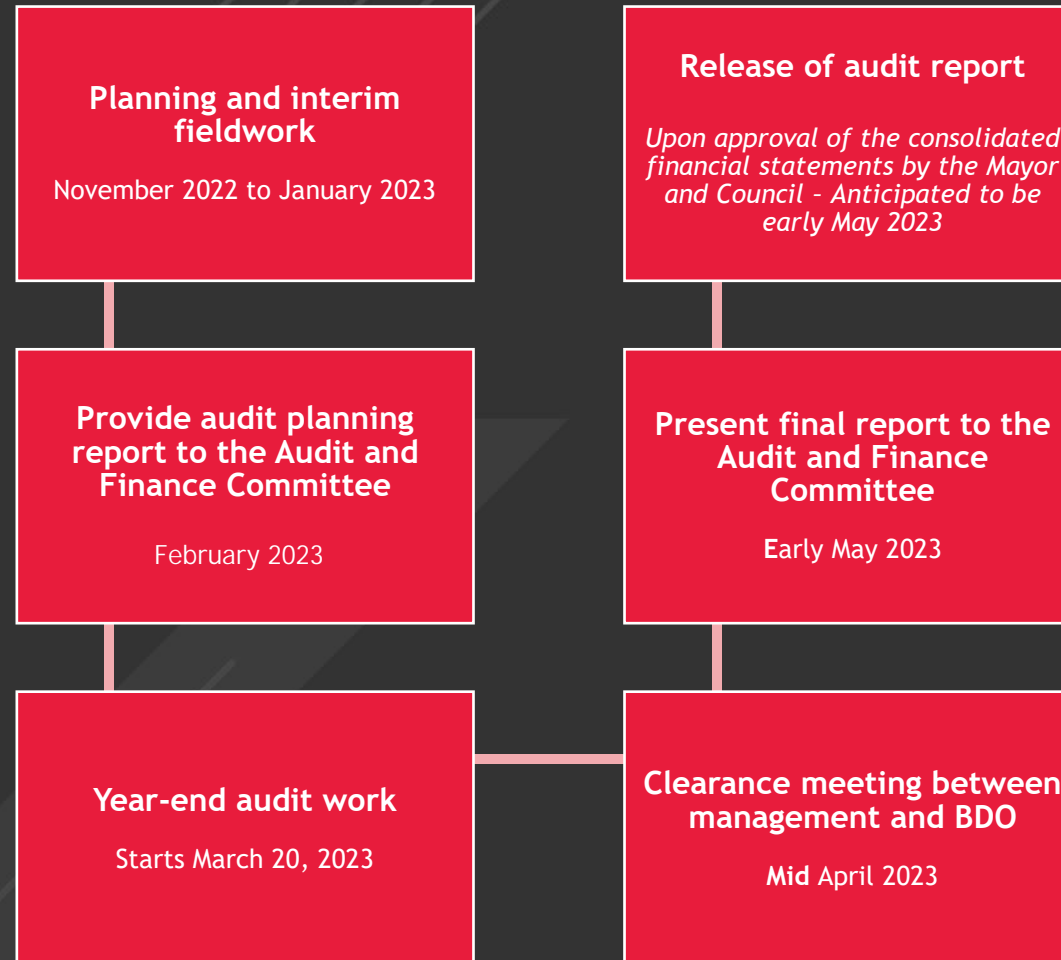 Planning and interim
fieldwork
November 2022 to January 2023
Provide audit planning
report to the Audit and
Finance Committee
February 2023
Year-end audit work
Starts March 20, 2023
Clearance meeting between
management and BDO
Mid April 2023
Present final report to the
Audit and Finance
Committee
Early May 2023
Release of audit report
Upon approval of the consolidated
financial statements by the Mayor
and Council – Anticipated to be
early May 2023